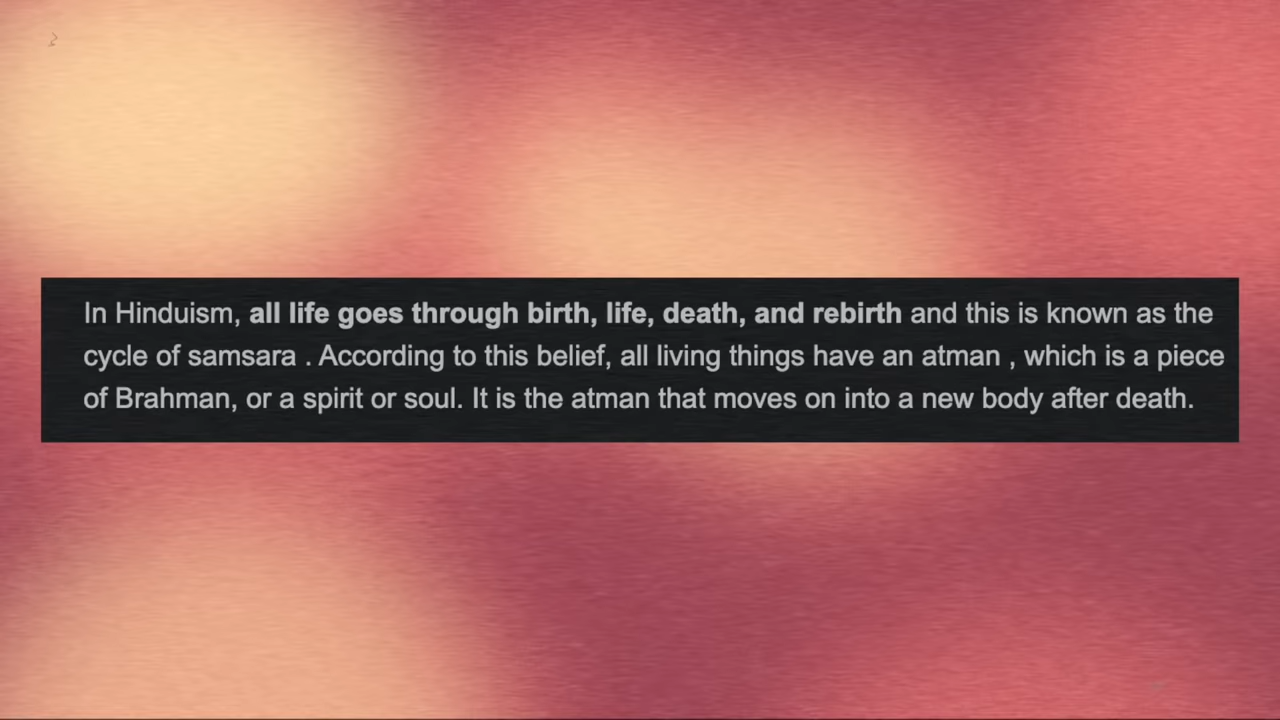 In Hinduism, all life goes through birth, life, death, and rebirth and this is known as the
cycle of samsara . According to this belief, all living things have an atman , which is a piece
of Brahman, or a spirit or soul. It is the atman that moves on into a new body after death.